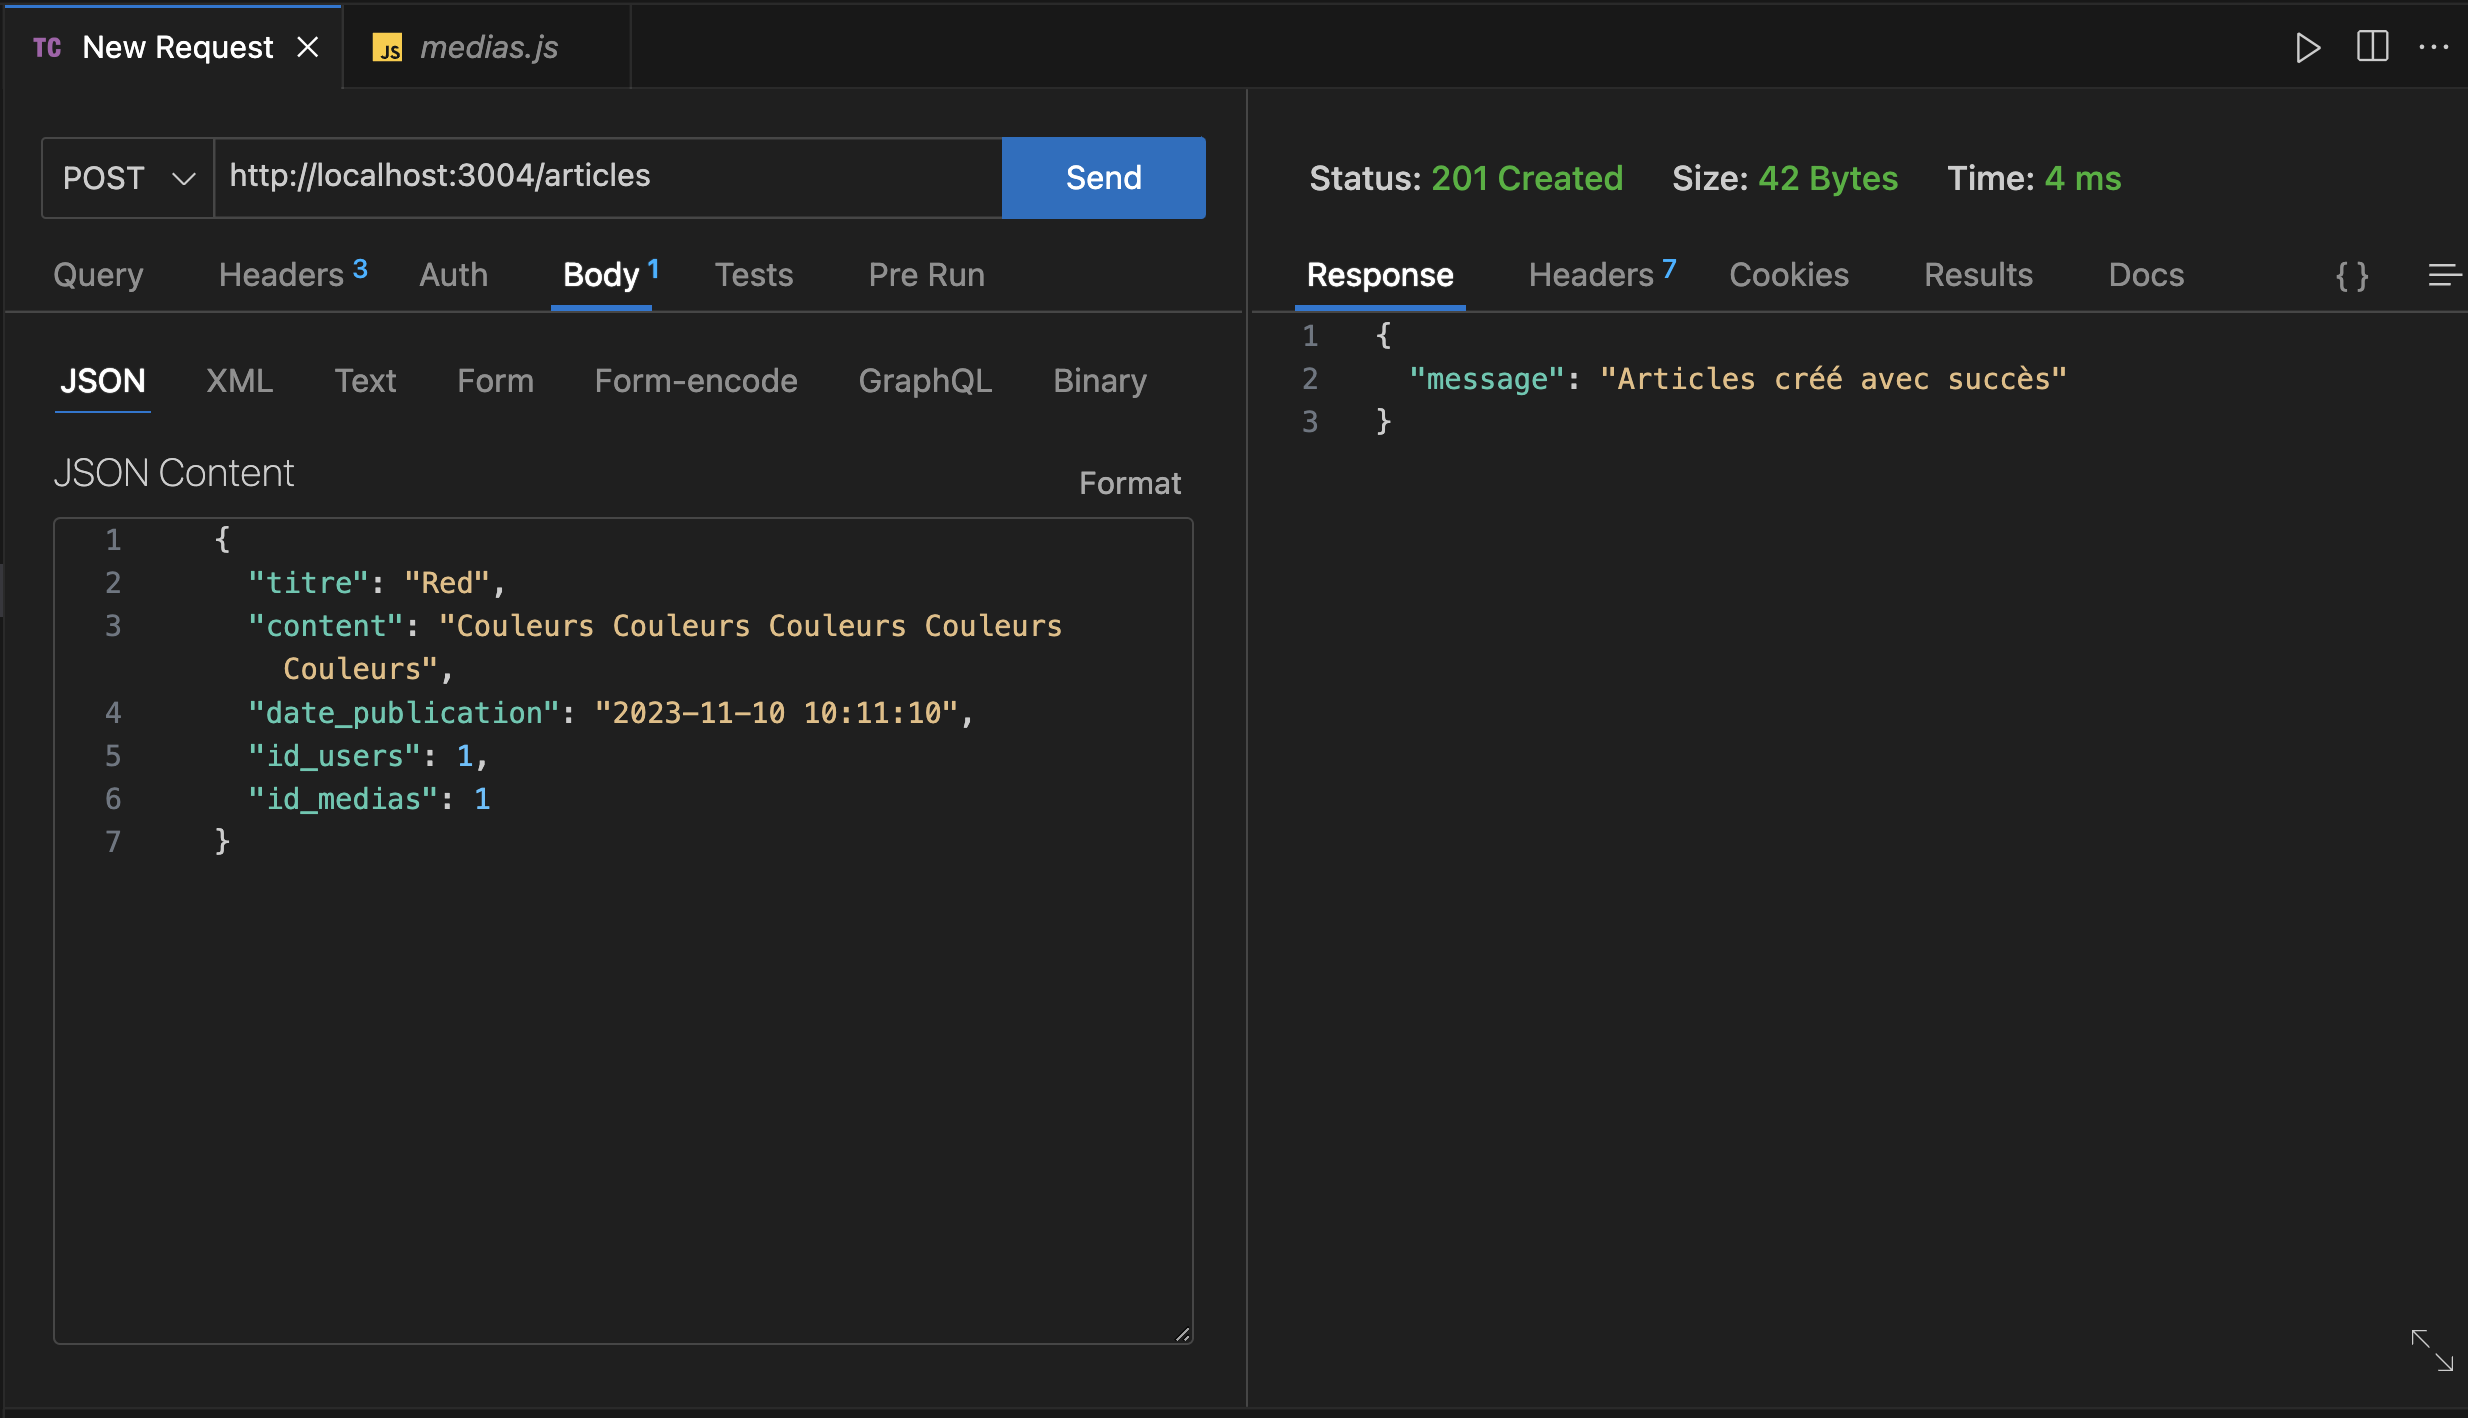 TC New Request
JS medias.js
POST http://localhost:3004/articles Send
Query Headers 3 Auth Body 1 Tests Pre Run
JSON XML Text Form Form-encode GraphQL Binary
JSON Content
Format
1 {
2 "titre": "Red",
3 "content": "Couleurs Couleurs Couleurs Couleurs
Couleurs",
4 "date_publication": "2023-11-10 10:11:10",
5 "id_users": 1,
6 "id_medias": 1
7 }
Status: 201 Created Size: 42 Bytes Time: 4 ms
Response Headers 7 Cookies Results Docs { }
1 {
2 "message": "Articles créé avec succès"
3 }